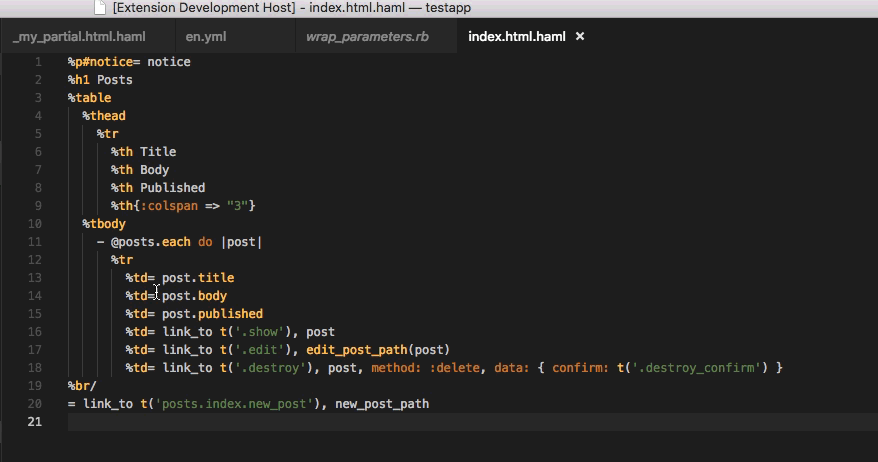 [Extension Development Host] - index.html.haml — testapp
_my_partial.html.haml en.yml wrap_parameters.rb index.html.haml ×
1 %p#notice= notice
2 %h1 Posts
3 %table
4 %thead
5 %tr
6 %th Title
7 %th Body
8 %th Published
9 %th{:colspan => "3"}
10 %tbody
11 - @posts.each do |post|
12 %tr
13 %td= post.title
14 %td= post.body
15 %td= post.published
16 %td= link_to t('.show'), post
17 %td= link_to t('.edit'), edit_post_path(post)
18 %td= link_to t('.destroy'), post, method: :delete, data: { confirm: t('.destroy_confirm') }
19 %br/
20 = link_to t('posts.index.new_post'), new_post_path
21